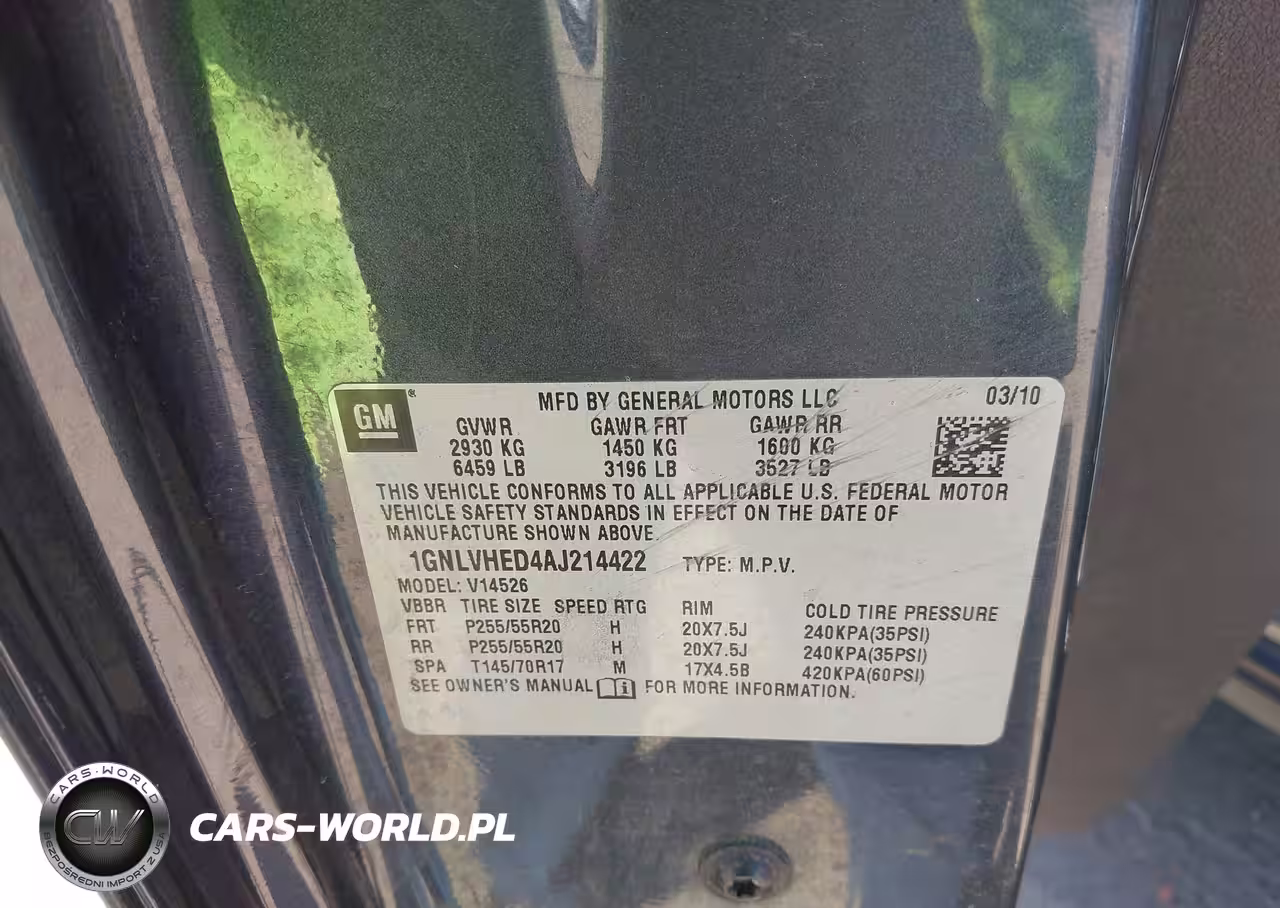 GM®
MFD BY GENERAL MOTORS LLC 03/10
GVWR GAWR FRT GAWR RR
2930 KG 1450 KG 1600 KG
6459 LB 3196 LB 3527 LB
THIS VEHICLE CONFORMS TO ALL APPLICABLE U.S. FEDERAL MOTOR
VEHICLE SAFETY STANDARDS IN EFFECT ON THE DATE OF
MANUFACTURE SHOWN ABOVE.
1GNLVHED4AJ214422 TYPE: M.P.V.
MODEL: V14526
VBBR TIRE SIZE SPEED RTG RIM COLD TIRE PRESSURE
FRT P255/55R20 H 20X7.5J 240KPA(35PSI)
RR P255/55R20 H 20X7.5J 240KPA(35PSI)
SPA T145/70R17 M 17X4.5B 420KPA(60PSI)
SEE OWNER'S MANUAL i FOR MORE INFORMATION.
CARS-WORLD
CW
BEZPOŚREDNI IMPORT Z USA
CARS-WORLD.PL